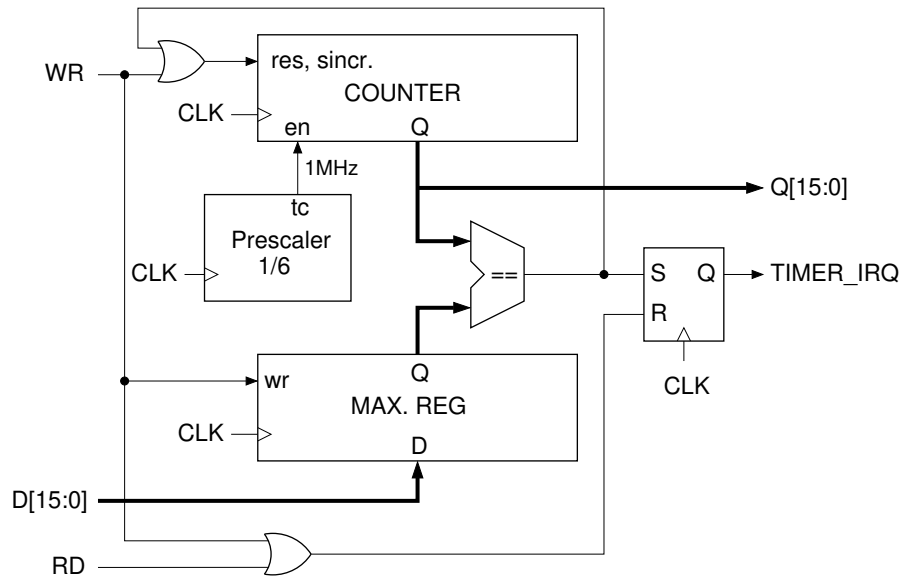 WR
res, sincr.
COUNTER
CLK
en
Q
1MHz
tc
Prescaler
1/6
CLK
Q[15:0]
==
S
Q
R
CLK
TIMER_IRQ
Q
wr
MAX. REG
CLK
D
D[15:0]
RD